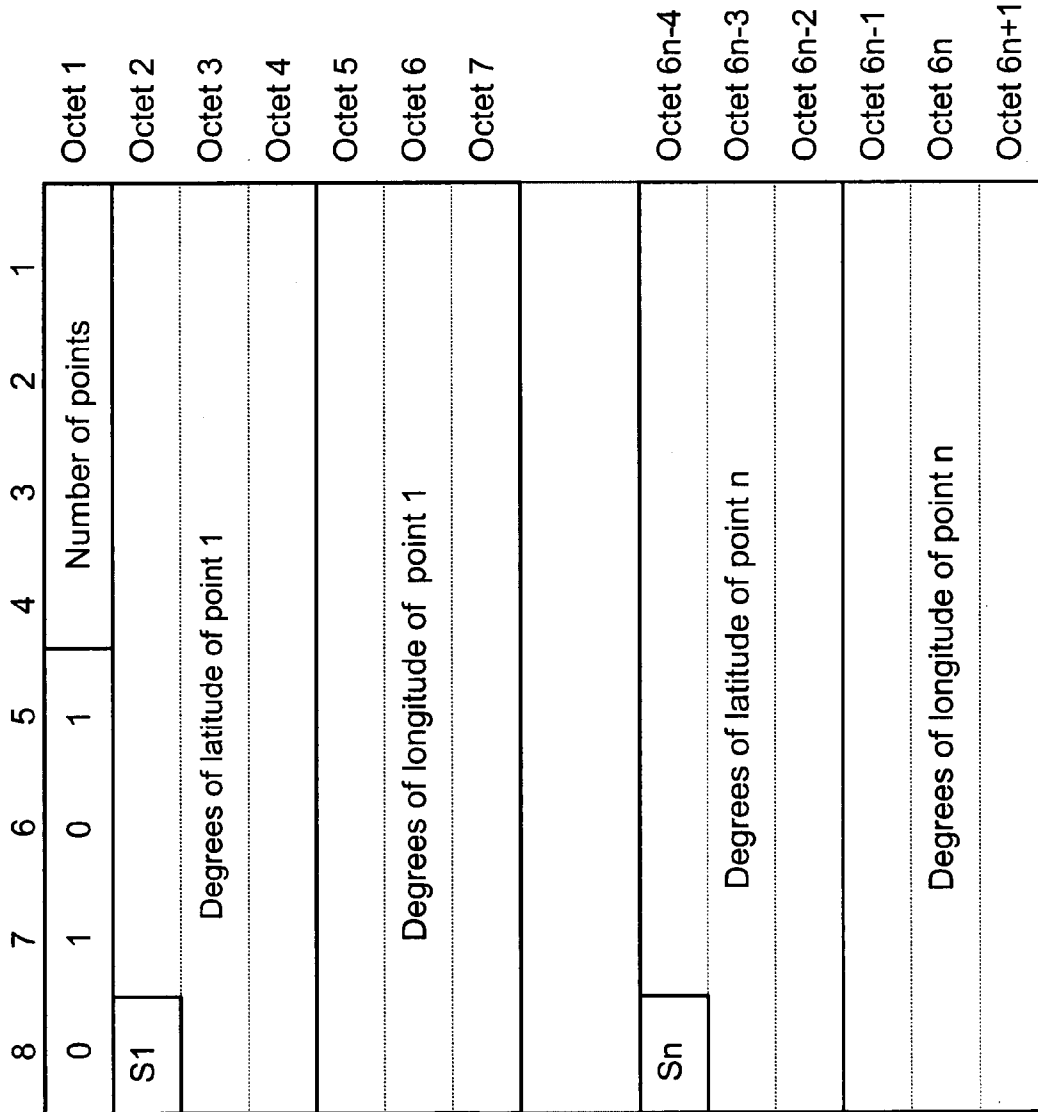 8 7 6 5 4 3 2 1
0 1 0 1 Number of points Octet 1
S1 Octet 2
Degrees of latitude of point 1 Octet 3
Octet 4
Octet 5
Degrees of longitude of point 1 Octet 6
Octet 7
Sn Octet 6n-4
Degrees of latitude of point n Octet 6n-3
Octet 6n-2
Octet 6n-1
Degrees of longitude of point n Octet 6n
Octet 6n+1